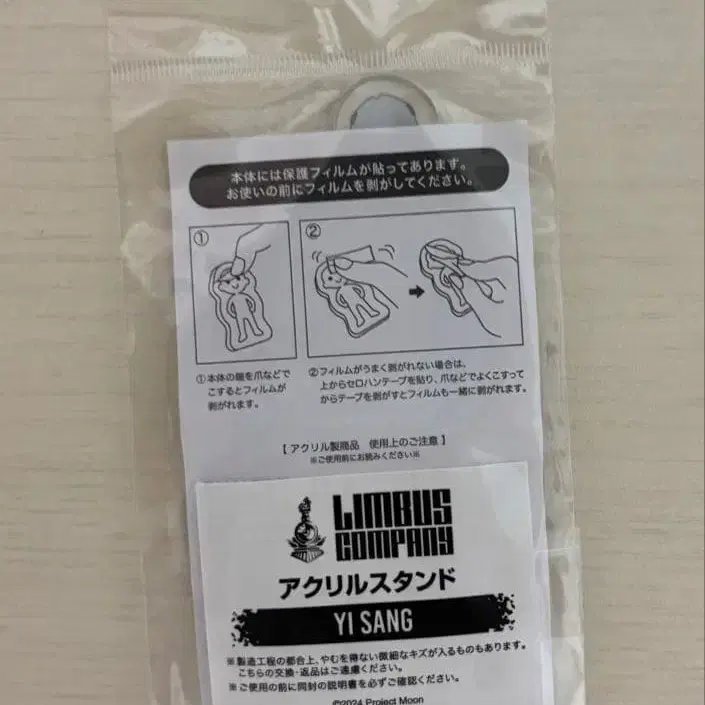 本体には保護フィルムが貼ってあります。
お使いの前にフィルムを剥がしてください。
①
②
①本体の端を爪などで
こするとフィルムが
剥がれます。
②フィルムがうまく剥がれない場合は、
上からセロハンテープを貼り、爪などでよくこすって
からテープを剥がすとフィルムも一緒に剥がれます。
【 アクリル製商品　使用上のご注意 】
※ご使用前にお読みください※
LIMBUS
COMPANY
アクリルスタンド
YI SANG
※製造工程の都合上、やむを得ない微細なキズが入るものもあります。
こちらの交換・返品はご遠慮ください。
※ご使用の前に同封の説明書を必ずご確認ください。
©2024 Project Moon